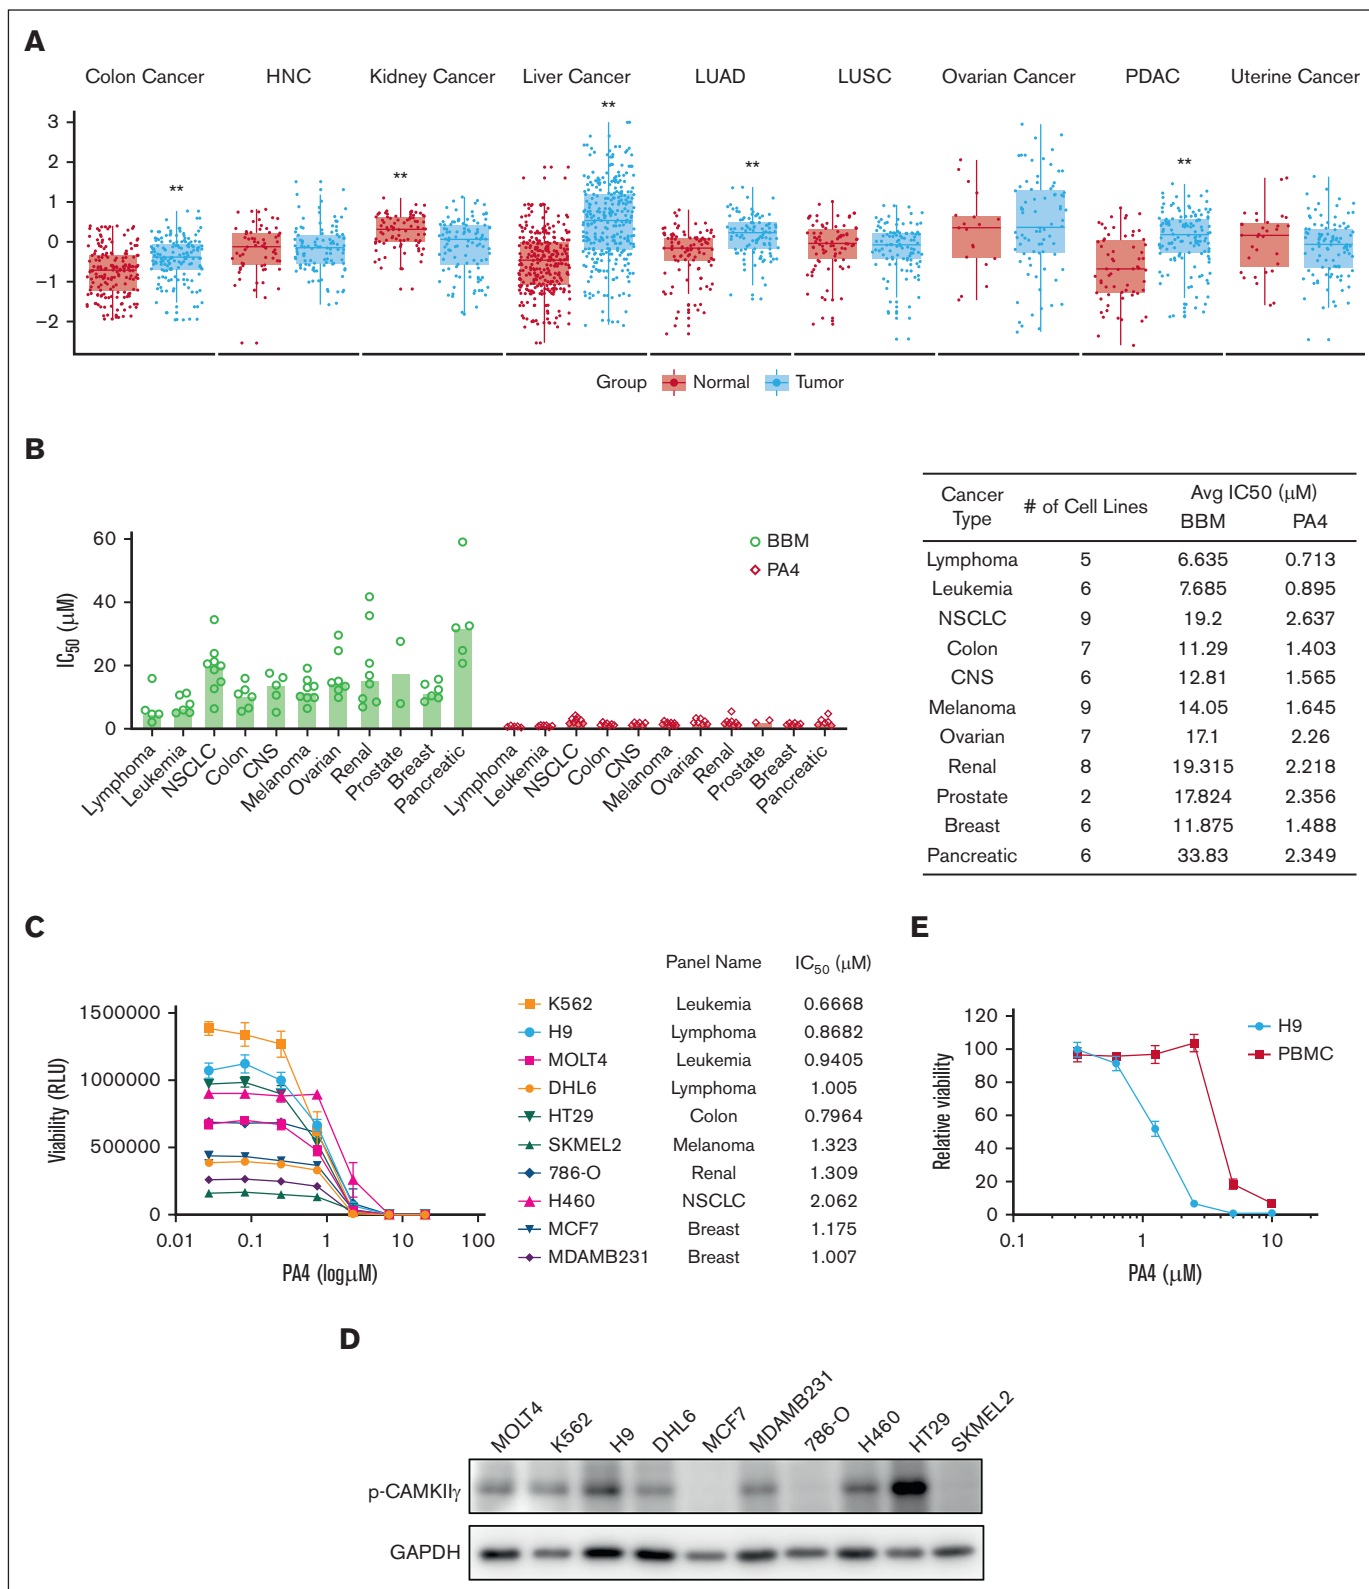 A
Colon Cancer HNC Kidney Cancer Liver Cancer LUAD LUSC Ovarian Cancer PDAC Uterine Cancer
** ** ** ** **
3
2
1
0
−1
−2
Group Normal Tumor
B
IC50 (μM)
60
40
20
0
BBM
PA4
Lymphoma Leukemia NSCLC Colon CNS Melanoma Ovarian Renal Prostate Breast Pancreatic Lymphoma Leukemia NSCLC Colon CNS Melanoma Ovarian Renal Prostate Breast Pancreatic
Cancer Type # of Cell Lines Avg IC50 (μM)
BBM PA4
Lymphoma 5 6.635 0.713
Leukemia 6 7.685 0.895
NSCLC 9 19.2 2.637
Colon 7 11.29 1.403
CNS 6 12.81 1.565
Melanoma 9 14.05 1.645
Ovarian 7 17.1 2.26
Renal 8 19.315 2.218
Prostate 2 17.824 2.356
Breast 6 11.875 1.488
Pancreatic 6 33.83 2.349
C
Viability (RLU)
1500000
1000000
500000
0
0.01 0.1 1 10 100
PA4 (logμM)
Panel Name IC50 (μM)
K562 Leukemia 0.6668
H9 Lymphoma 0.8682
MOLT4 Leukemia 0.9405
DHL6 Lymphoma 1.005
HT29 Colon 0.7964
SKMEL2 Melanoma 1.323
786-O Renal 1.309
H460 NSCLC 2.062
MCF7 Breast 1.175
MDAMB231 Breast 1.007
E
Relative viability
120
100
80
60
40
20
0
0.1 1 10
PA4 (μM)
H9
PBMC
D
MOLT4 K562 H9 DHL6 MCF7 MDAMB231 786-O H460 HT29 SKMEL2
p-CAMKIIγ
GAPDH